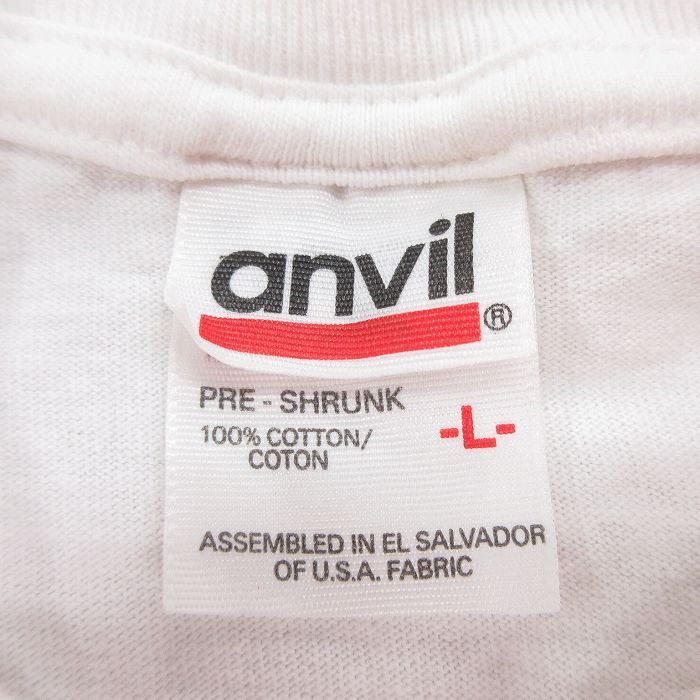 anvil
®
PRE - SHRUNK
100% COTTON/
COTON
-L-
ASSEMBLED IN EL SALVADOR
OF U.S.A. FABRIC